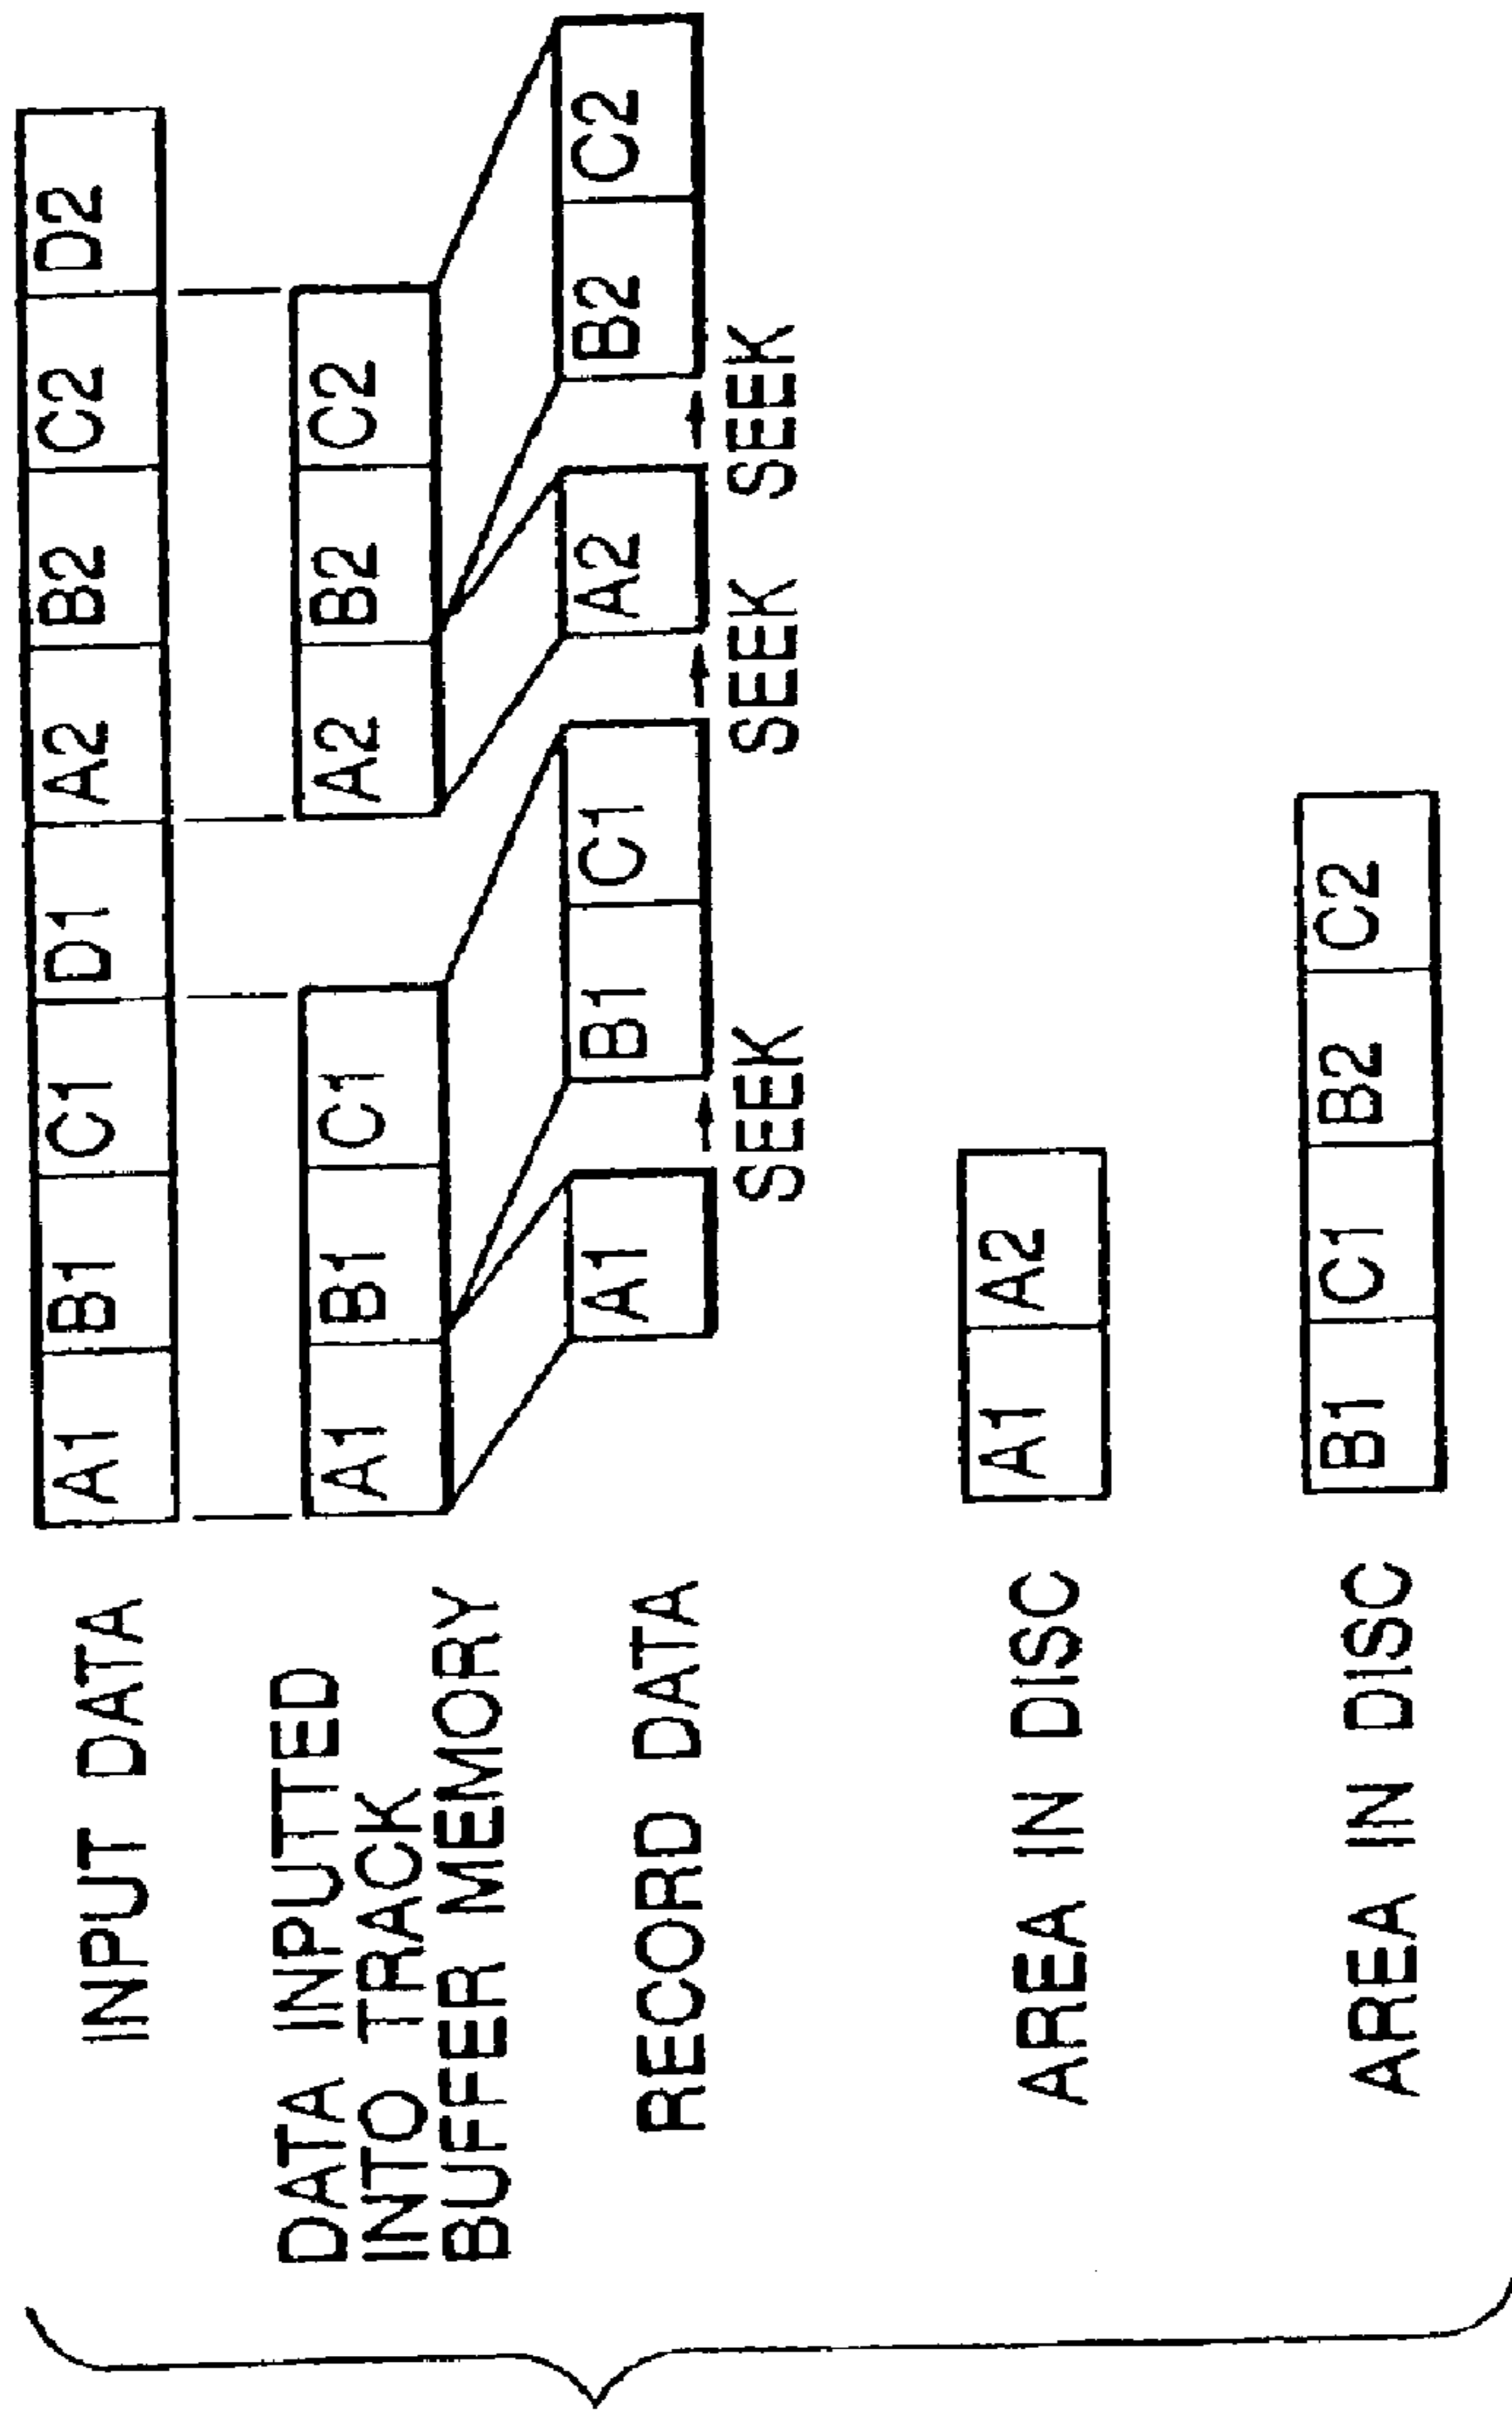 INPUT DATA
A1 B1 C1 D1 A2 B2 C2 D2
DATA INPUTTED
INTO TRACK
BUFFER MEMORY
A1 B1 C1
A2 B2 C2
RECORD DATA
A1
B1 C1
A2
B2 C2
SEEK
SEEK
SEEK
AREA IN DISC
A1 A2
AREA IN DISC
B1 C1 B2 C2